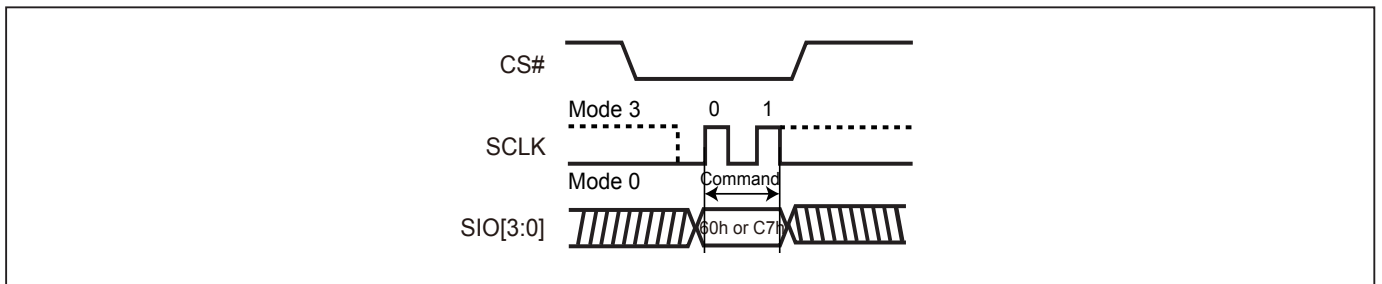 CS#
Mode 3 0 1
SCLK
Mode 0 Command
SIO[3:0] 60h or C7h